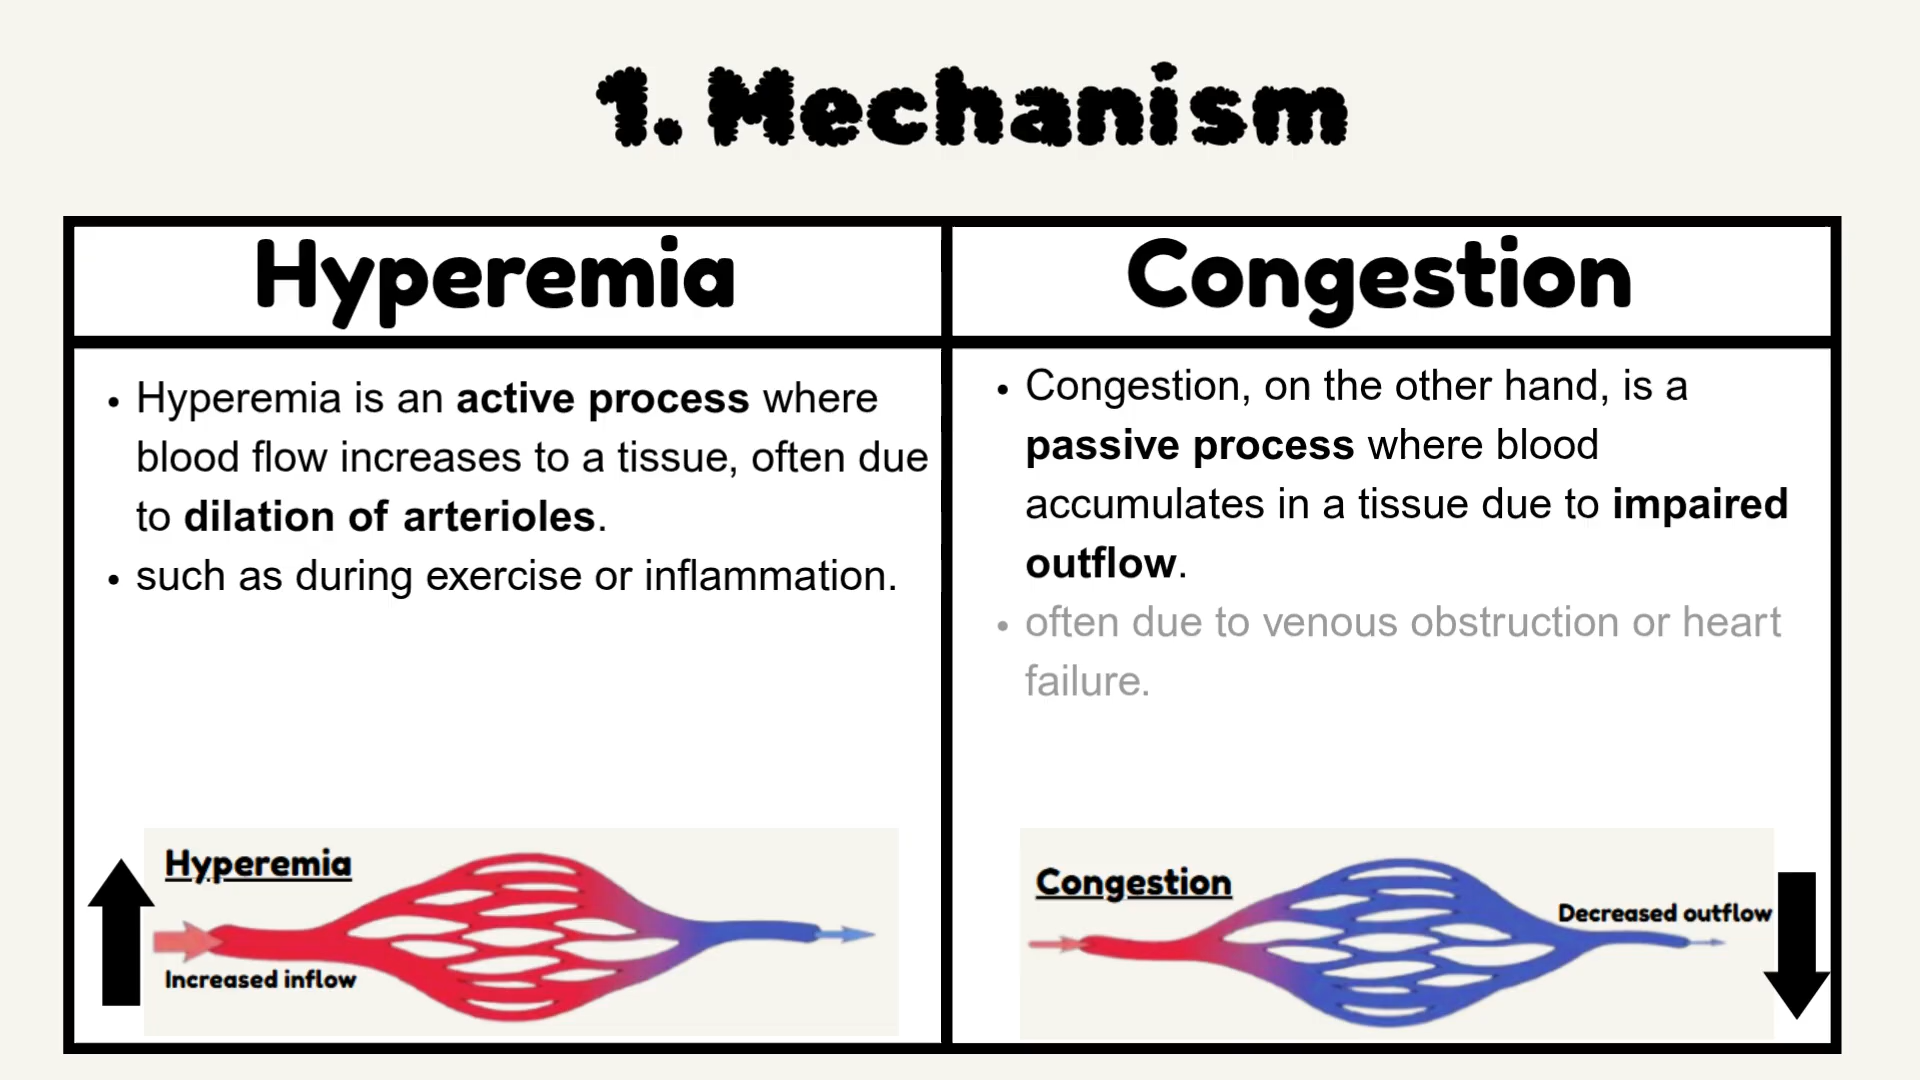 1. Mechanism
Hyperemia
Congestion
• Hyperemia is an active process where
blood flow increases to a tissue, often due
to dilation of arterioles.
• such as during exercise or inflammation.
• Congestion, on the other hand, is a
passive process where blood
accumulates in a tissue due to impaired
outflow.
• often due to venous obstruction or heart
failure.
Hyperemia
Increased inflow
Congestion
Decreased outflow